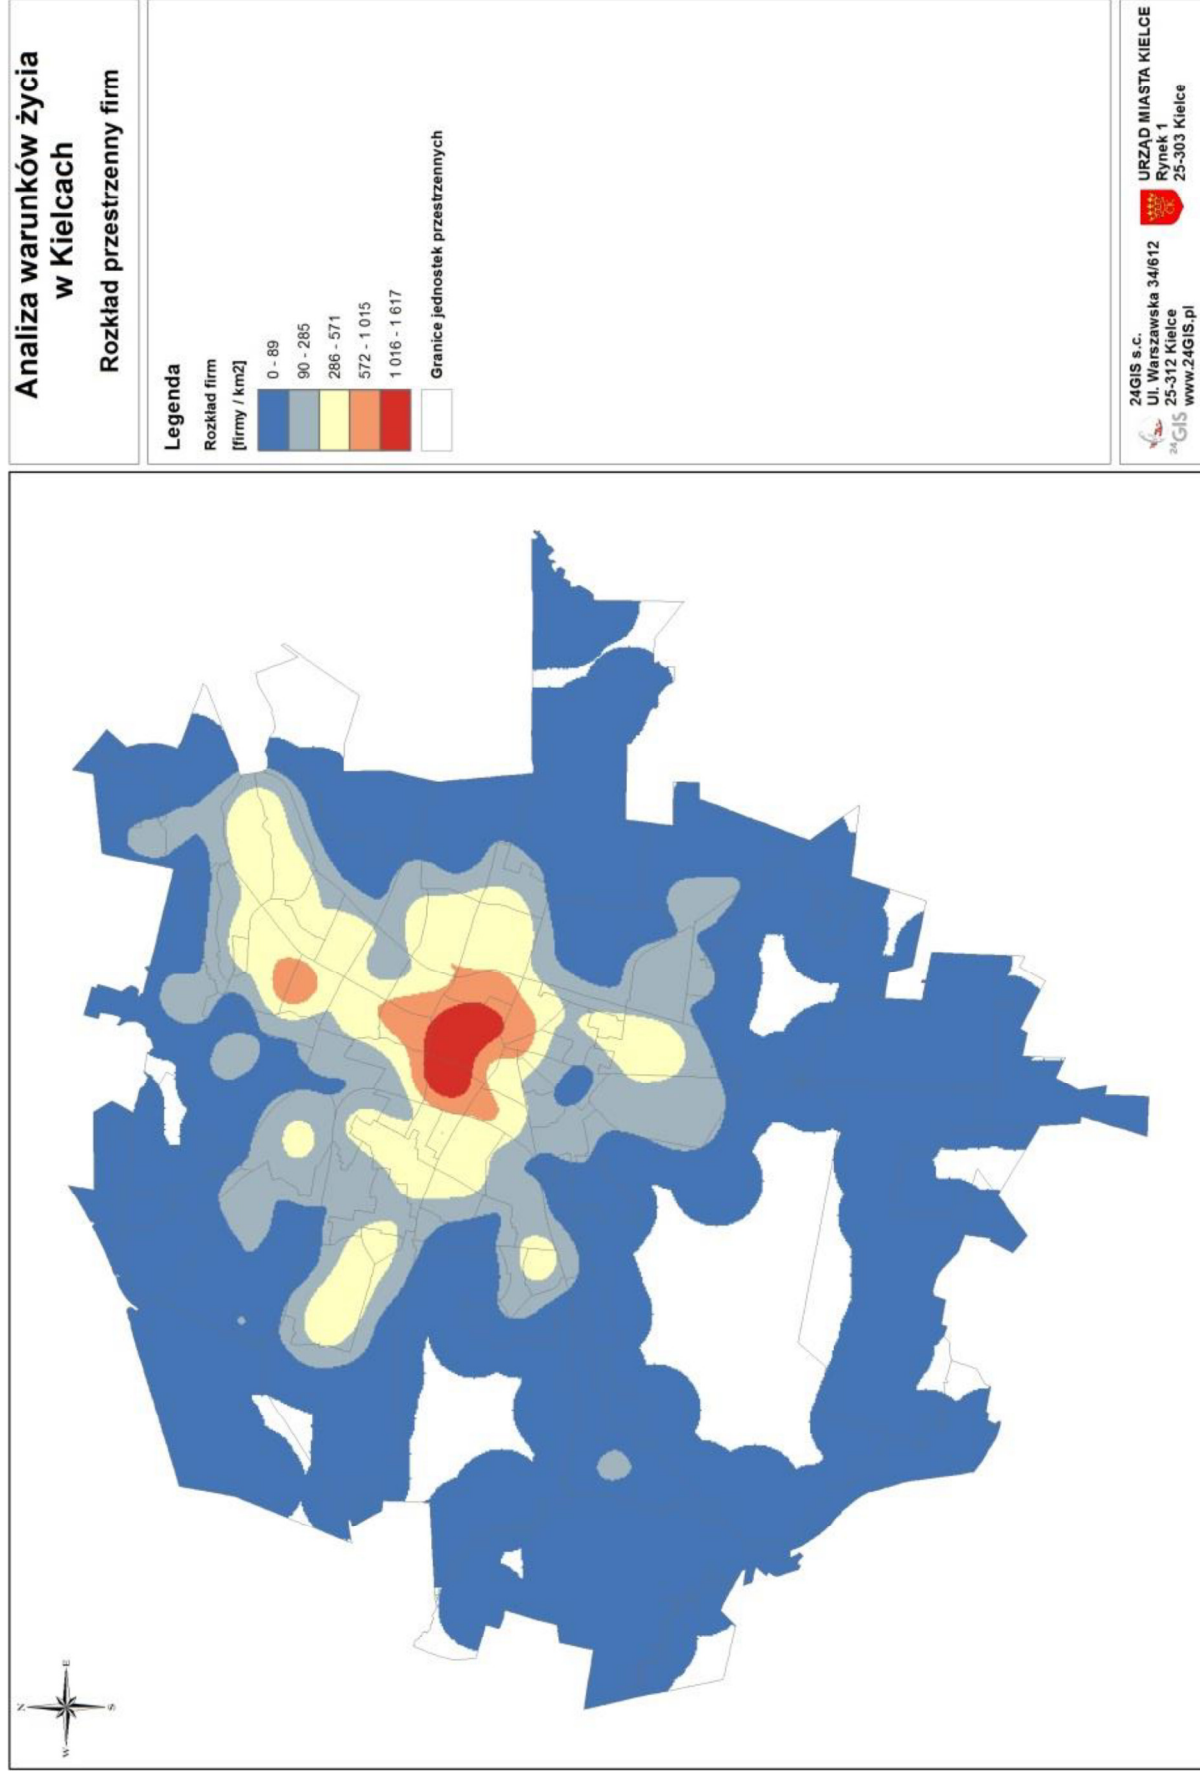 Analiza warunków życia
w Kielcach
Rozkład przestrzenny firm
Legenda
Rozkład firm
[firmy / km2]
0 - 89
90 - 285
286 - 571
572 - 1 015
1 016 - 1 617
Granice jednostek przestrzennych
24GIS
24GIS s.c.
Ul. Warszawska 34/612
25-312 Kielce
www.24GIS.pl
CK
URZĄD MIASTA KIELCE
Rynek 1
25-303 Kielce
N
E
S
W